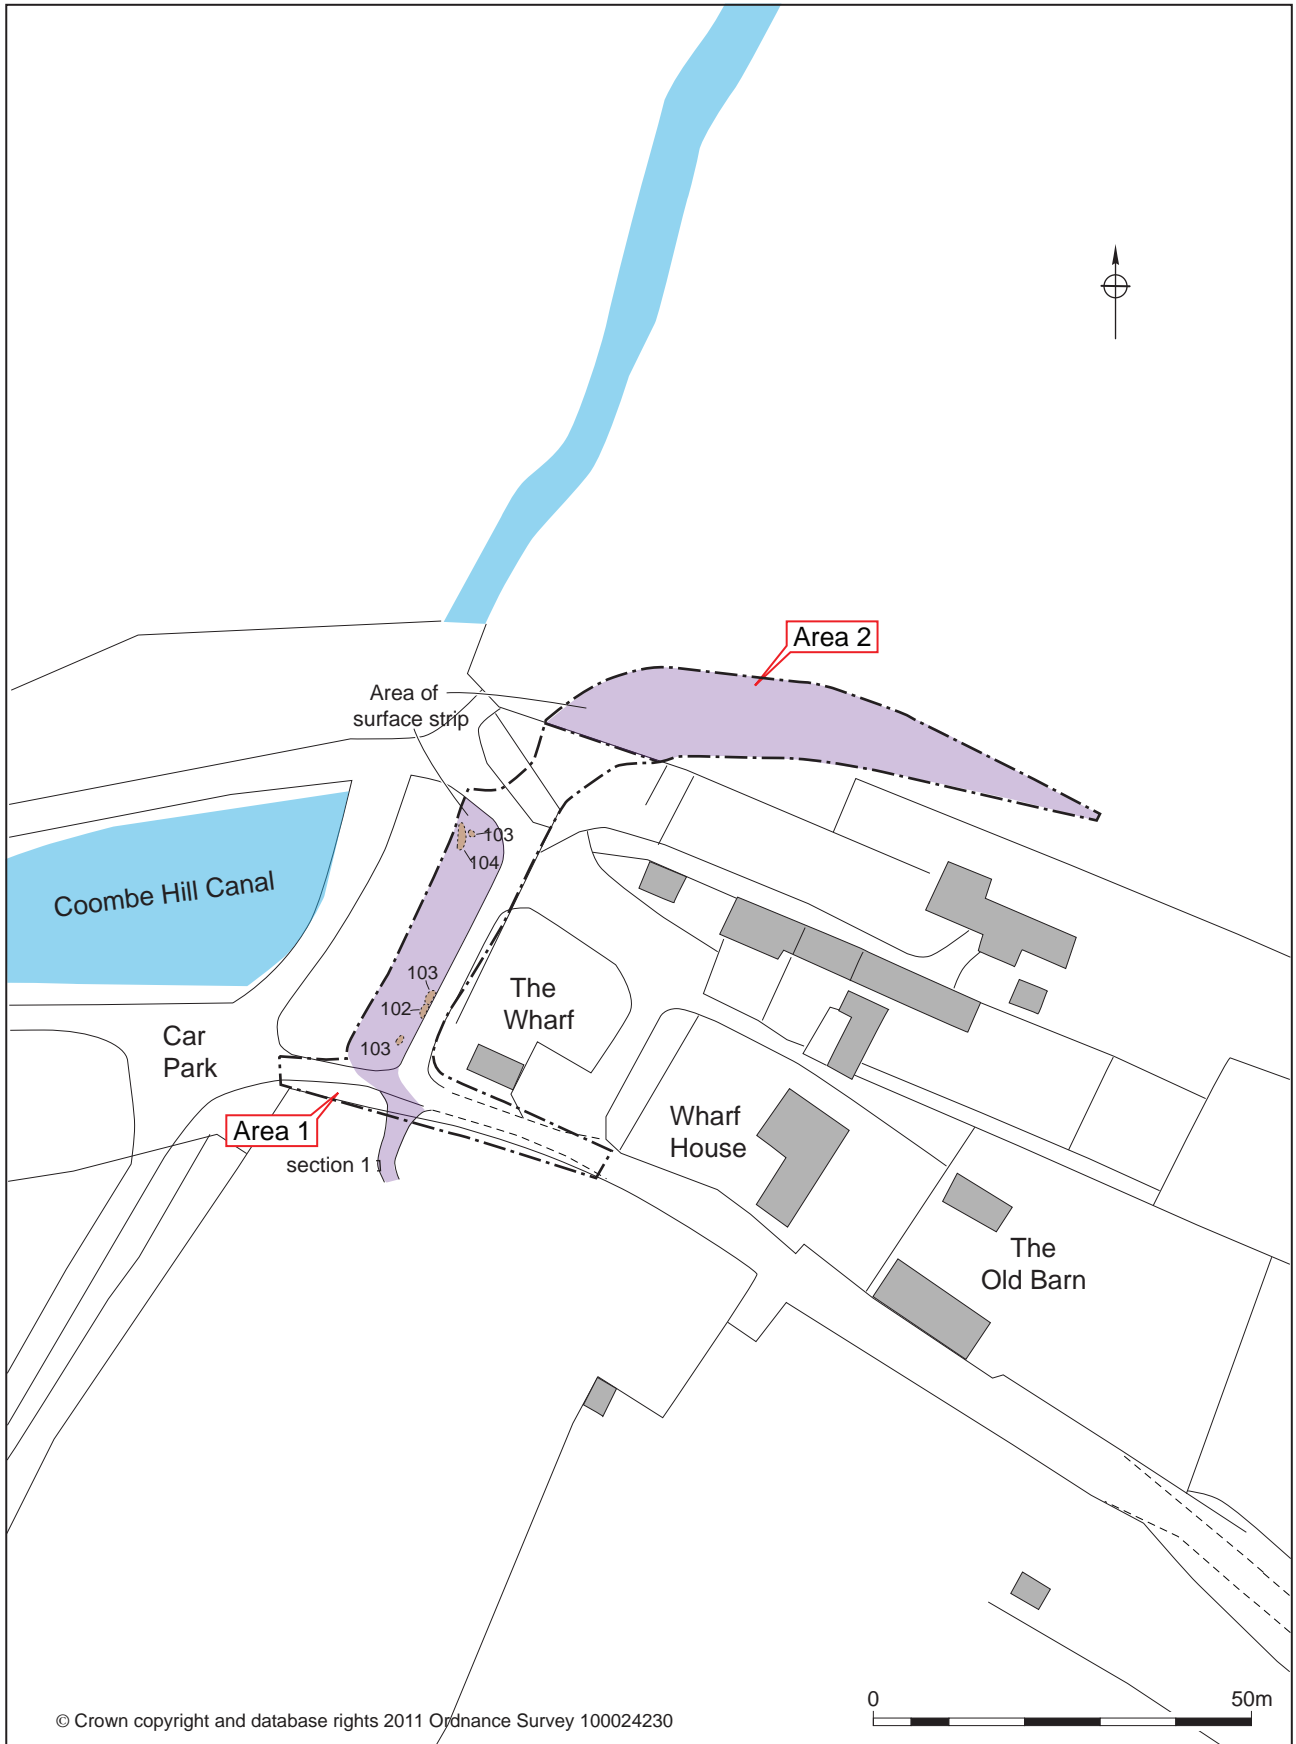 Area 2
Area of
surface strip
103
104
Coombe Hill Canal
103
The
102
Wharf
Car
Park
103
Area 1
Wharf
House
section 1
The
Old Barn
0
50m
© Crown copyright and database rights 2011 Ordnance Survey 100024230